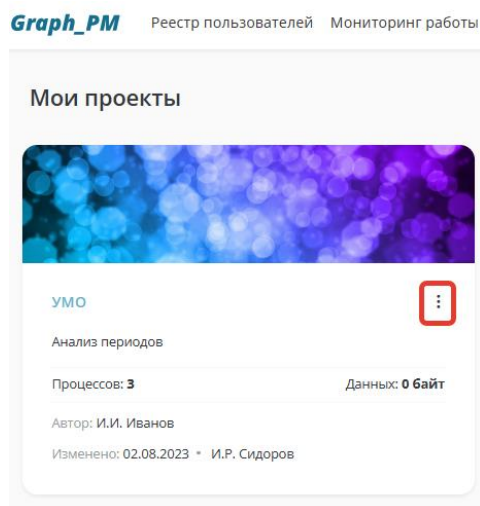 Graph_PM Реестр пользователей Мониторинг работы
Мои проекты
УМО
Анализ периодов
Процессов: 3 Данных: 0 байт
Автор: И.И. Иванов
Изменено: 02.08.2023 • И.Р. Сидоров